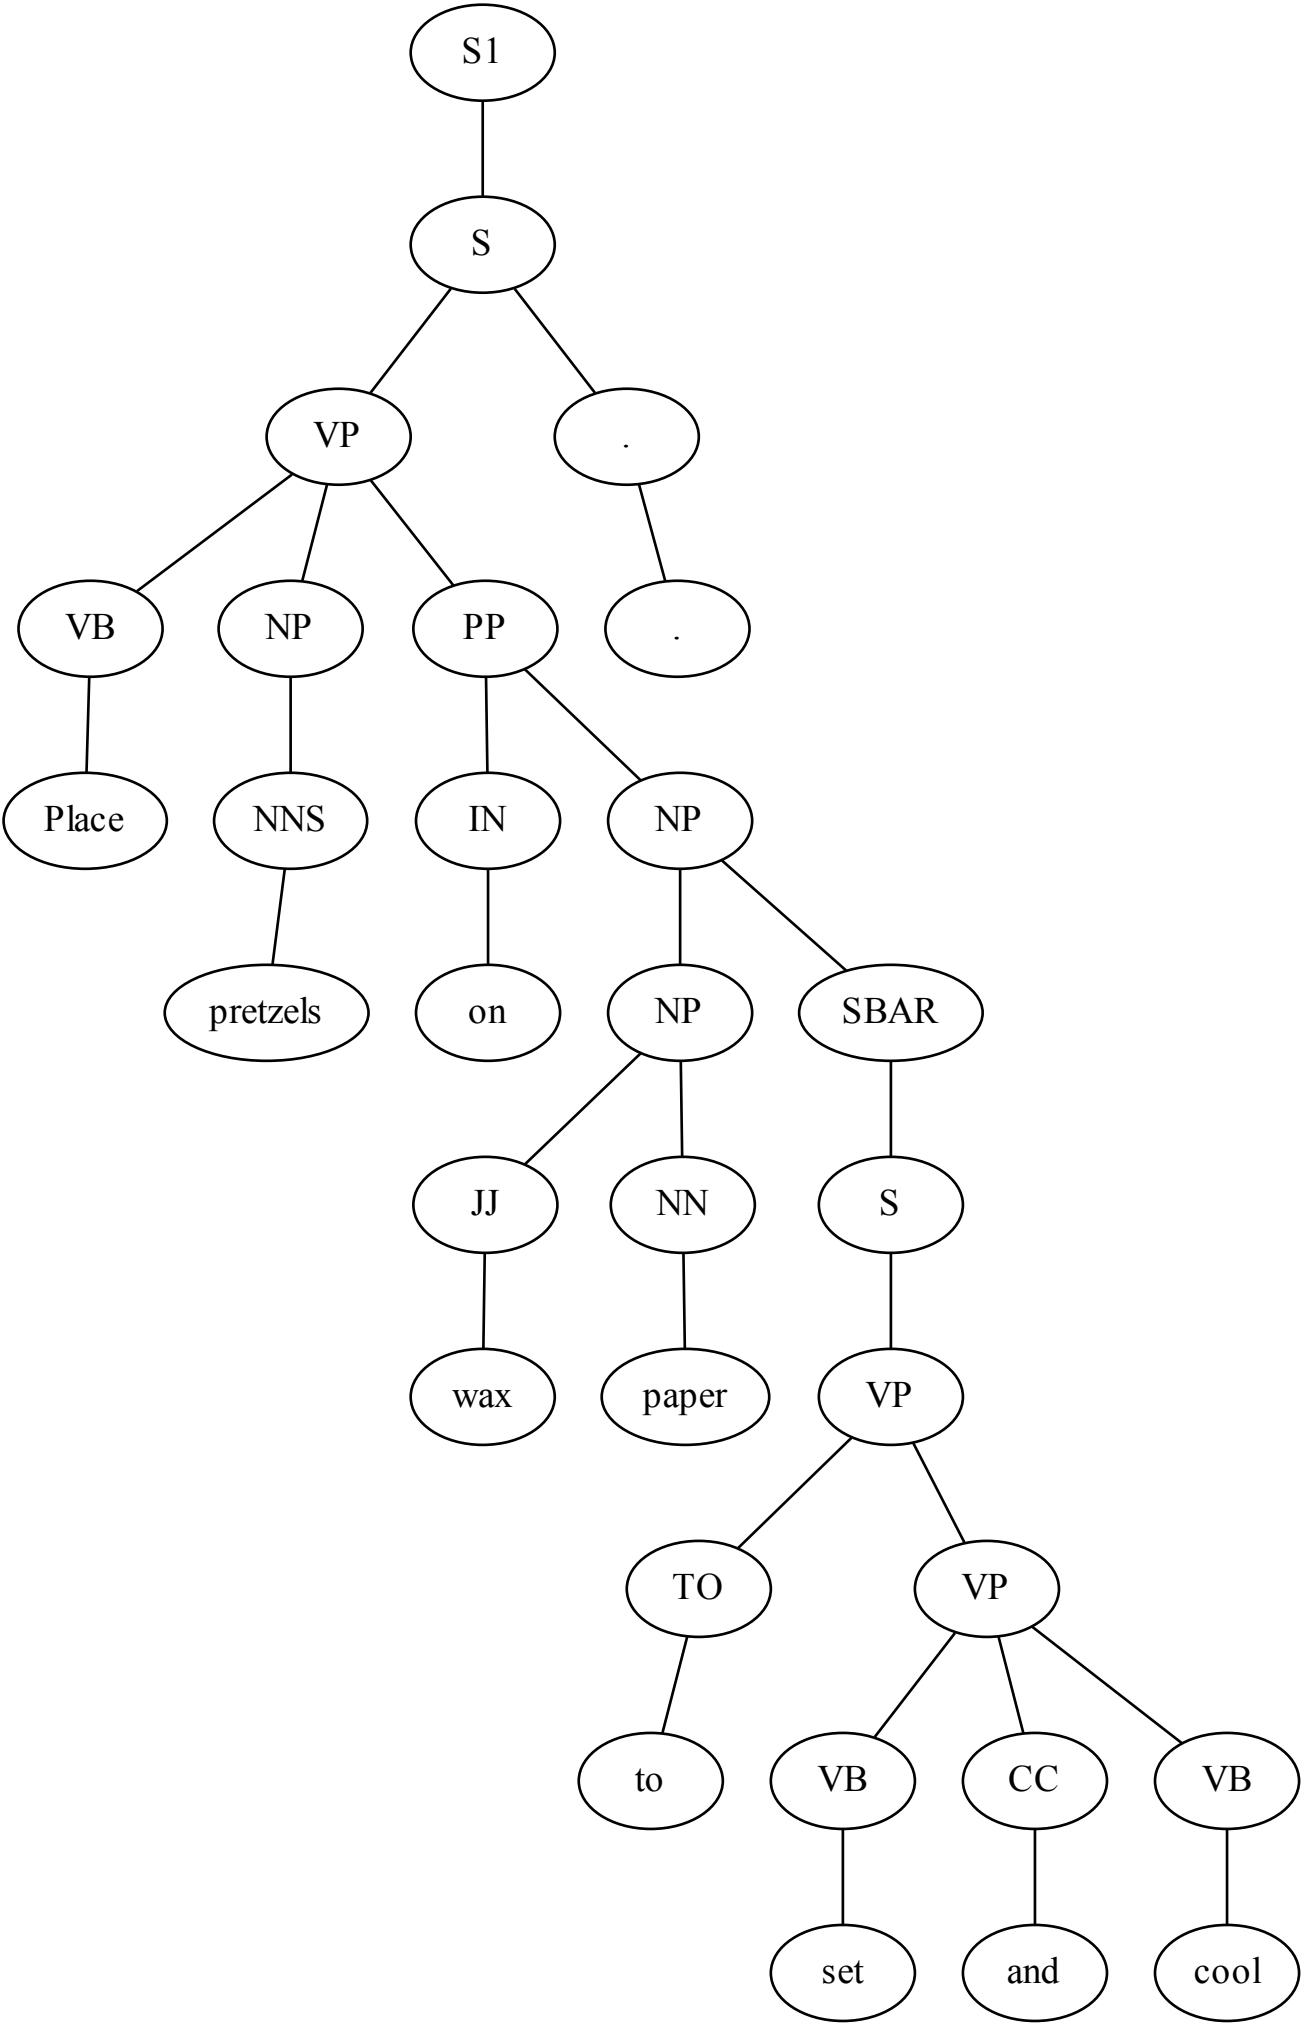 S1
S
VP .
VB NP PP .
Place NNS IN NP
pretzels on NP SBAR
JJ NN S
wax paper VP
TO VP
to VB CC VB
set and cool